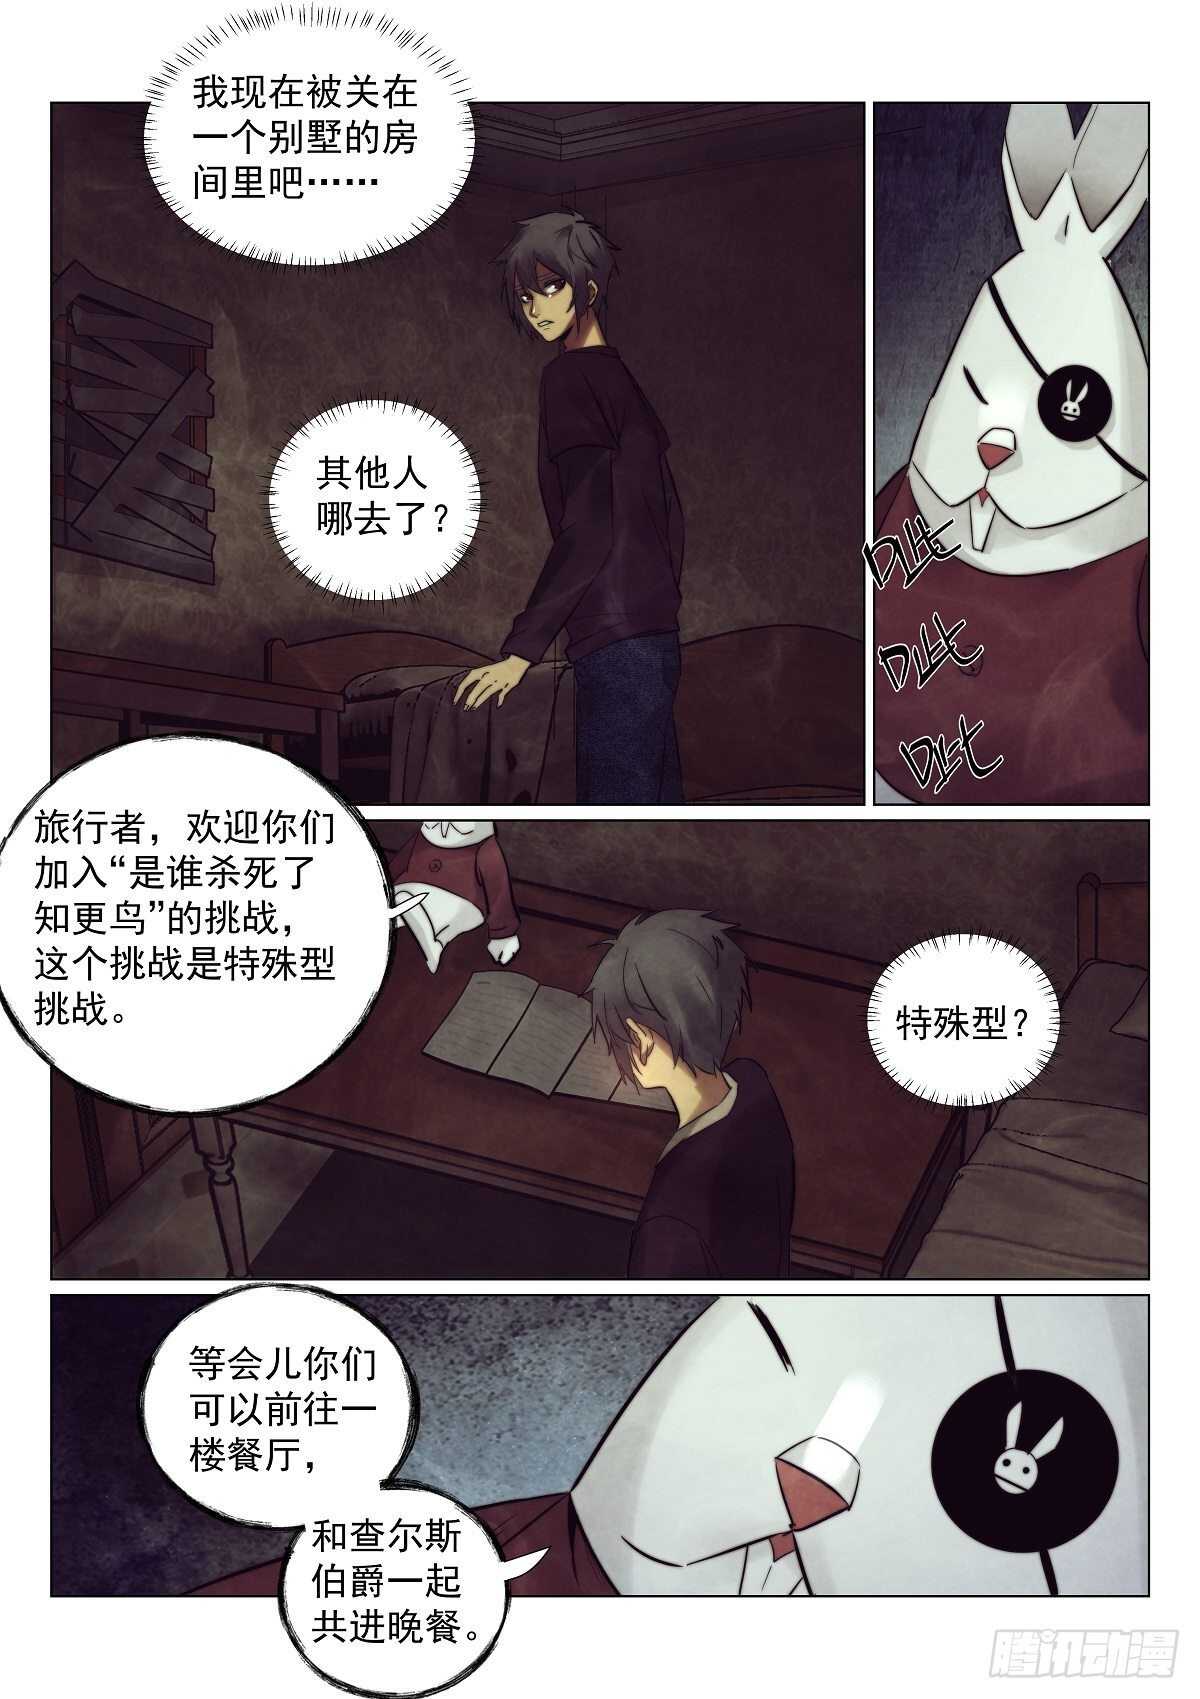 我现在被关在
一个别墅的房
间里吧……
其他人
哪去了？
旅行者，欢迎你们
加入“是谁杀死了
知更鸟”的挑战，
这个挑战是特殊型
挑战。
特殊型？
等会儿你们
可以前往一
楼餐厅，
和查尔斯
伯爵一起
共进晚餐。
腾讯动漫